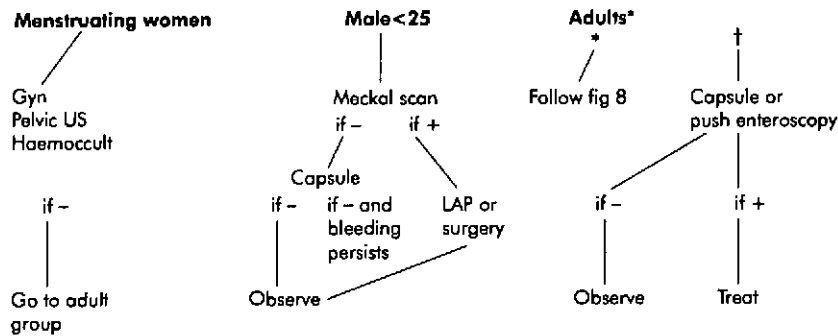 Menstruating women
Gyn
Pelvic US
Haemoccult
if –
Go to adult
group
Male<25
Meckal scan
if –
if +
Capsule
if –
if – and
bleeding
persists
LAP or
surgery
Observe
Adults*
*
Follow fig 8
†
Capsule or
push enteroscopy
if –
if +
Observe
Treat